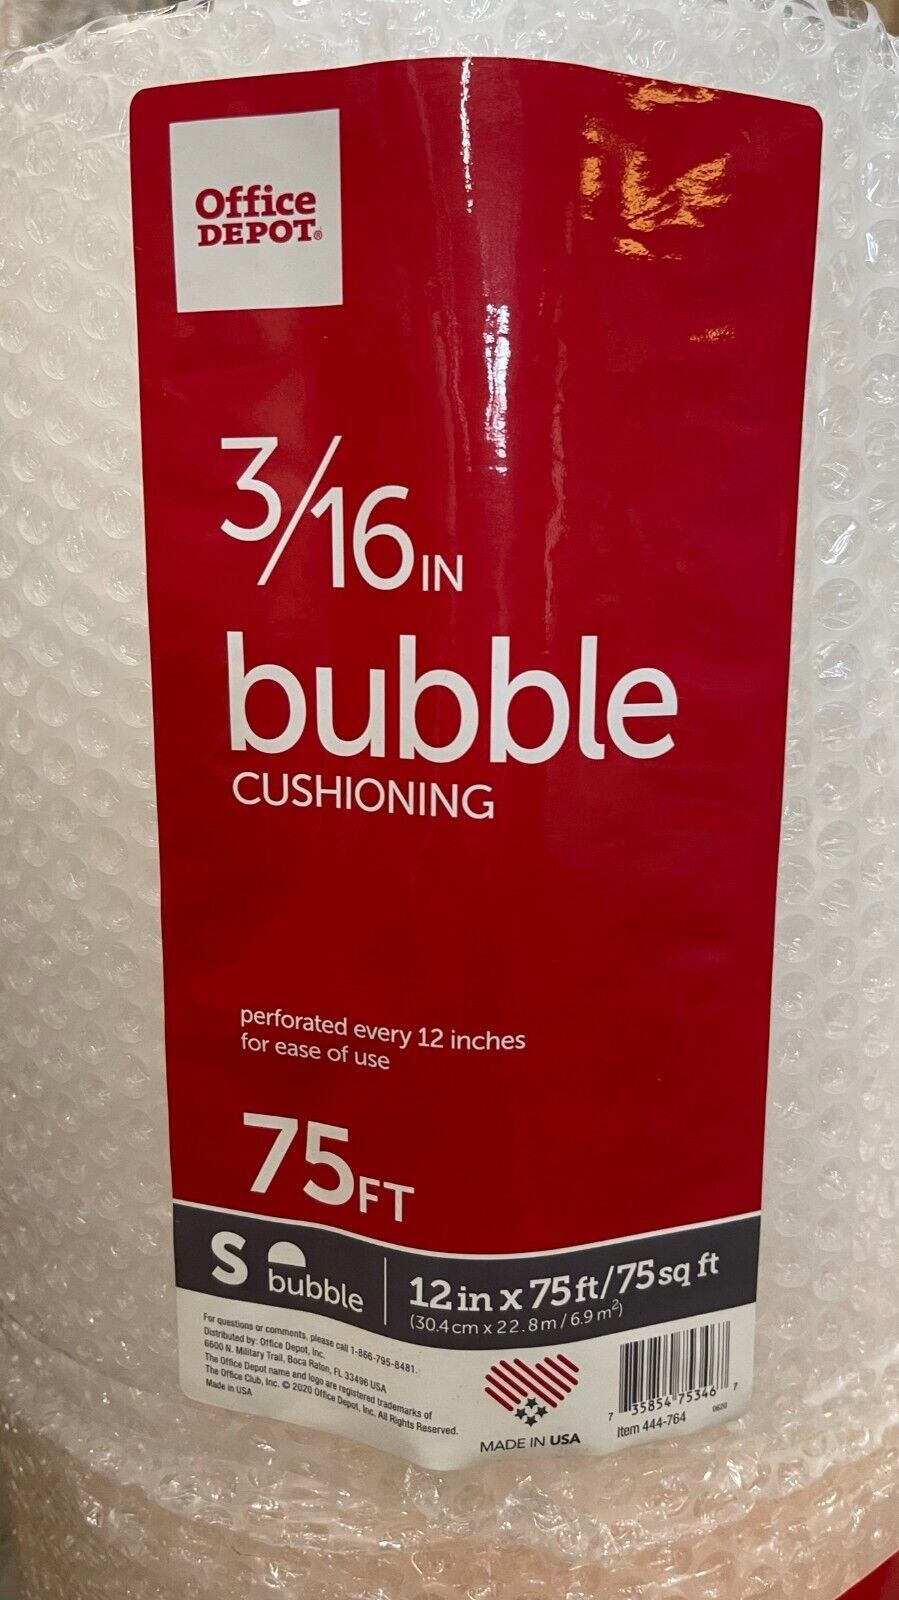 Office
DEPOT®
3/16 IN
bubble
CUSHIONING
perforated every 12 inches
for ease of use
75 FT
S bubble
12 in x 75 ft/75 sq ft
(30.4 cm x 22.8 m / 6.9 m²)
For questions or comments, please call 1-866-795-8481.
Distributed by: Office Depot, Inc.
6600 N. Military Trail, Boca Raton, FL 33496 USA
The Office Depot name and logo are registered trademarks of
The Office Club, Inc. © 2020 Office Depot, Inc. All Rights Reserved.
Made in USA
MADE IN USA
7 35854 75346 7
Item 444-764
0620